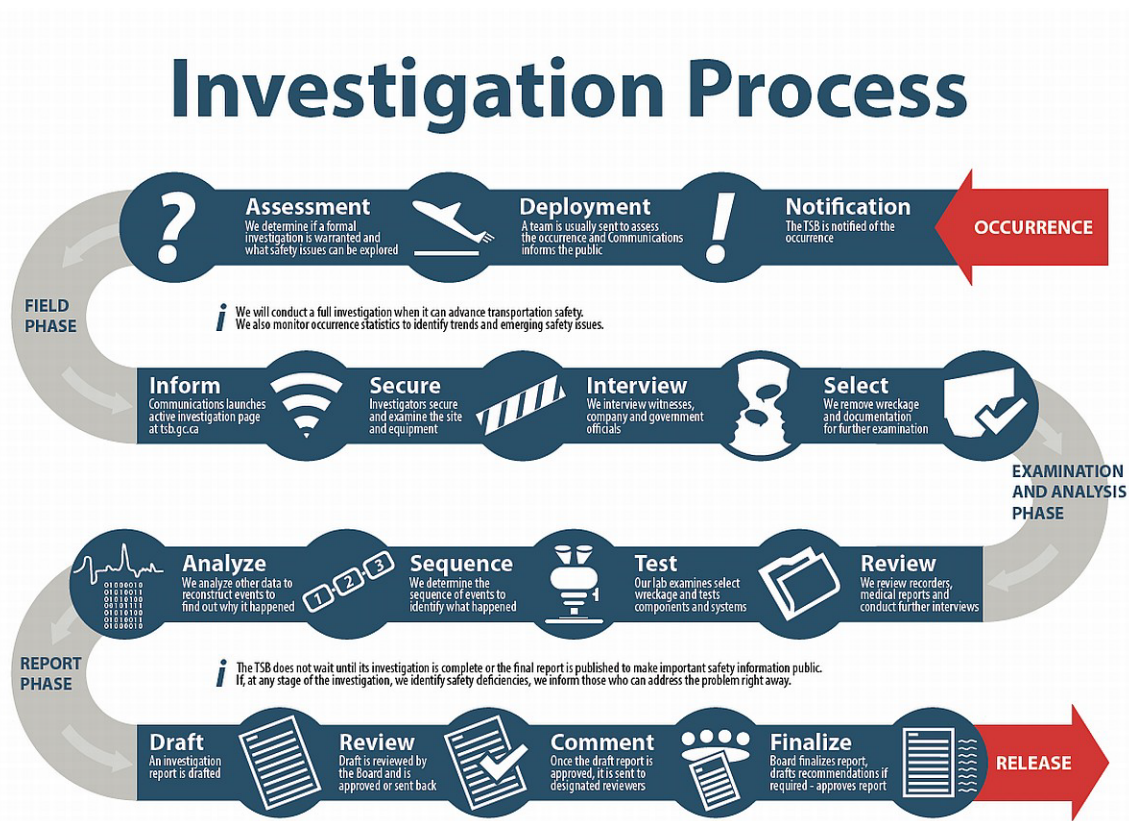 Investigation Process
OCCURRENCE
Notification
The TSB is notified of the
occurrence
!
Deployment
A team is usually sent to assess
the occurrence and Communications
informs the public
Assessment
We determine if a formal
investigation is warranted and
what safety issues can be explored
?
FIELD
PHASE
i
We will conduct a full investigation when it can advance transportation safety.
We also monitor occurrence statistics to identify trends and emerging safety issues.
Inform
Communications launches
active investigation page
at tsb.gc.ca
Secure
Investigators secure
and examine the site
and equipment
Interview
We interview witnesses,
company and government
officials
Select
We remove wreckage
and documentation
for further examination
EXAMINATION
AND ANALYSIS
PHASE
Review
We review recorders,
medical reports and
conduct further interviews
Test
Our lab examines select
wreckage and tests
components and systems
Sequence
We determine the
sequence of events to
identify what happened
1 2 3
Analyze
We analyze other data to
reconstruct events to
find out why it happened
01000010
01010011
01010100
00101111
01010100
01010011
01000010
REPORT
PHASE
i
The TSB does not wait until its investigation is complete or the final report is published to make important safety information public.
If, at any stage of the investigation, we identify safety deficiencies, we inform those who can address the problem right away.
Draft
An investigation
report is drafted
Review
Draft is reviewed by
the Board and is
approved or sent back
Comment
Once the draft report is
approved, it is sent to
designated reviewers
Finalize
Board finalizes report,
drafts recommendations if
required - approves report
RELEASE